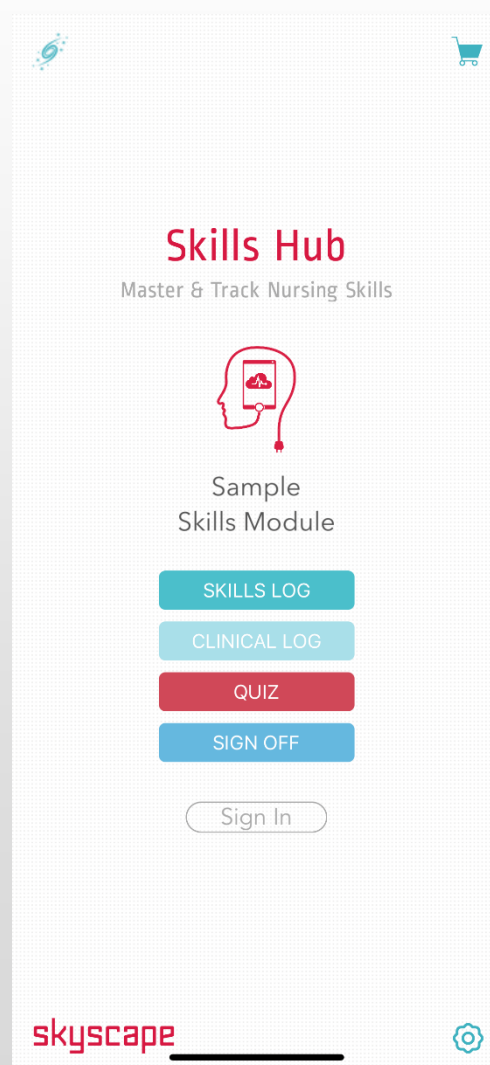 Skills Hub
Master & Track Nursing Skills
Sample
Skills Module
SKILLS LOG
CLINICAL LOG
QUIZ
SIGN OFF
Sign In
skyscape